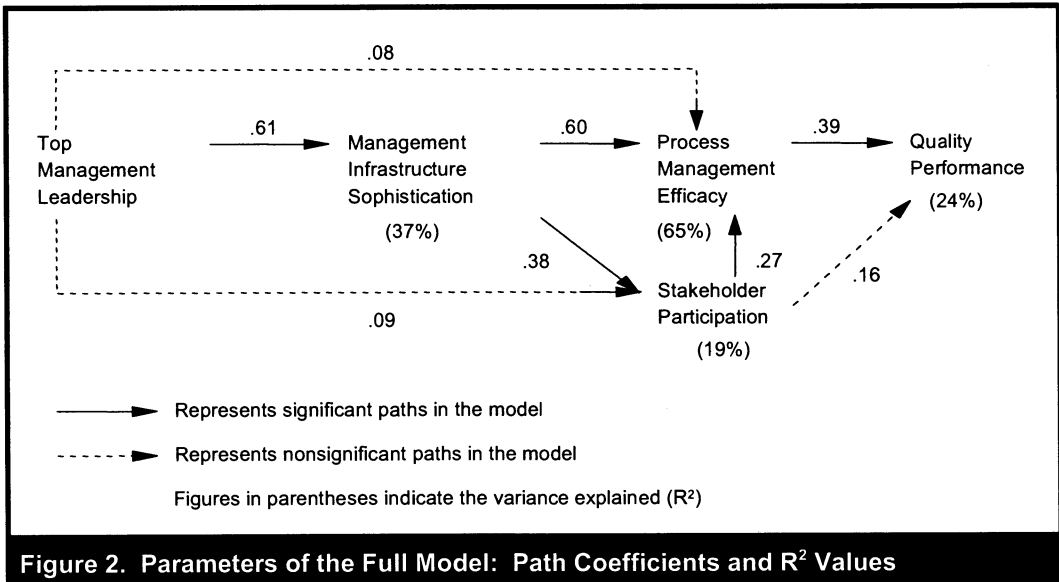 .08
.61
.60
.39
Top
Management
Leadership
Management
Infrastructure
Sophistication
(37%)
Process
Management
Efficacy
(65%)
Quality
Performance
(24%)
.38
.27
.16
.09
Stakeholder
Participation
(19%)
Represents significant paths in the model
Represents nonsignificant paths in the model
Figures in parentheses indicate the variance explained (R²)
Figure 2. Parameters of the Full Model: Path Coefficients and R² Values